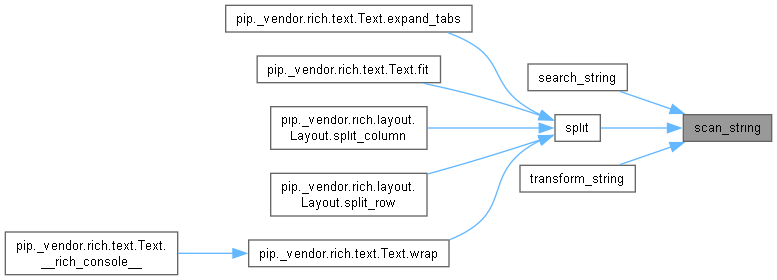 pip._vendor.rich.text.Text.expand_tabs
pip._vendor.rich.text.Text.fit
search_string
pip._vendor.rich.layout.
Layout.split_column
split
scan_string
transform_string
pip._vendor.rich.layout.
Layout.split_row
pip._vendor.rich.text.Text.
__rich_console__
pip._vendor.rich.text.Text.wrap